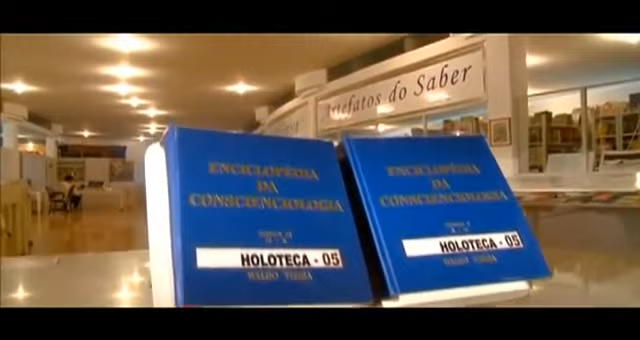 Artefatos do Saber
ENCICLOPÉDIA
DA
CONSCIENCIOLOGIA
HOLOTECA - 05
WALDO VIEIRA
ENCICLOPÉDIA
DA
CONSCIENCIOLOGIA
HOLOTECA - 05
WALDO VIEIRA